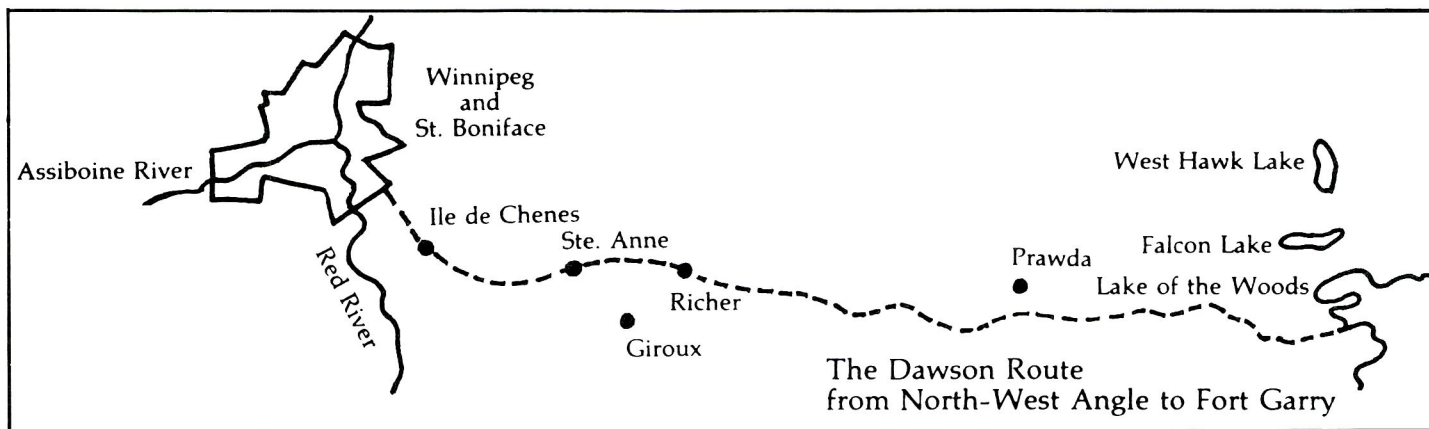 Winnipeg
and
St. Boniface
Assiboine River
West Hawk Lake
Ile de Chenes
Ste. Anne
Falcon Lake
Red River
Prawda
Lake of the Woods
Richer
Giroux
The Dawson Route
from North-West Angle to Fort Garry